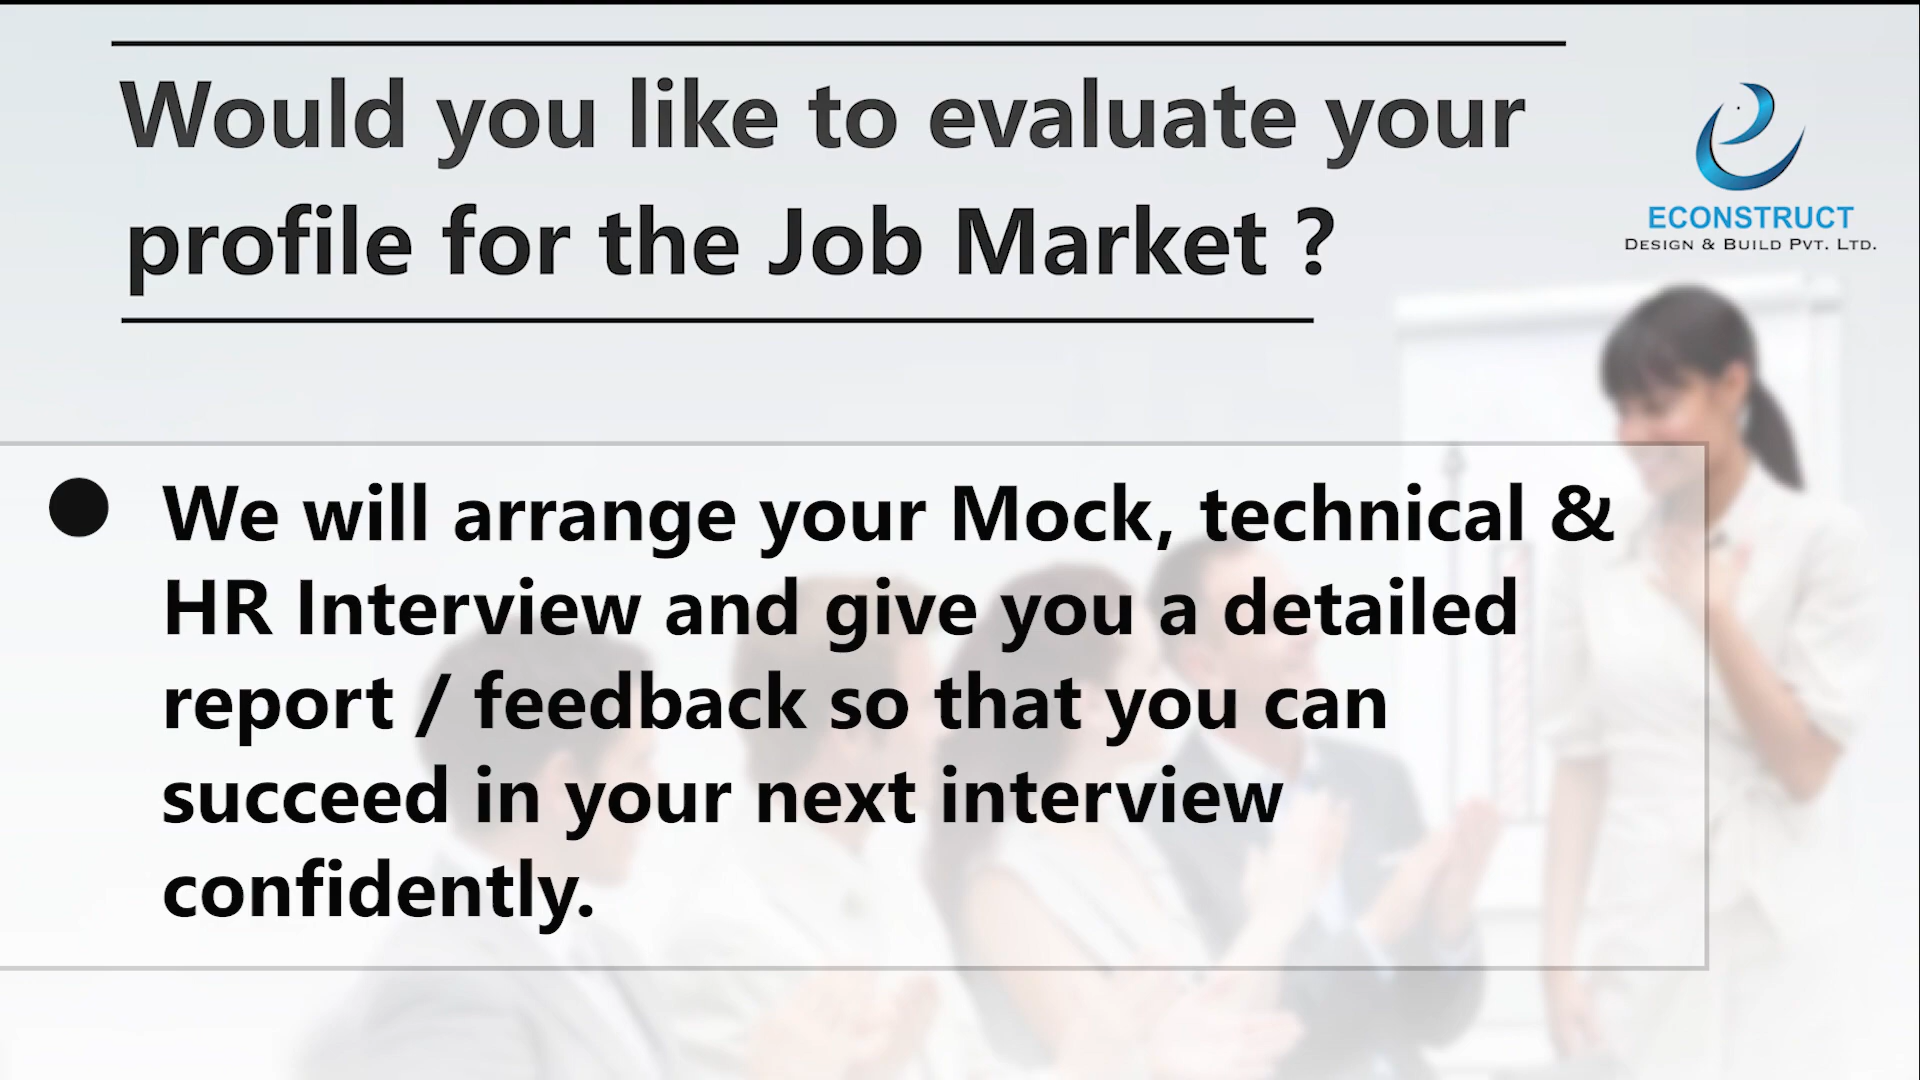 Would you like to evaluate your
profile for the Job Market ?
ECONSTRUCT
DESIGN & BUILD PVT. LTD.
We will arrange your Mock, technical &
HR Interview and give you a detailed
report / feedback so that you can
succeed in your next interview
confidently.